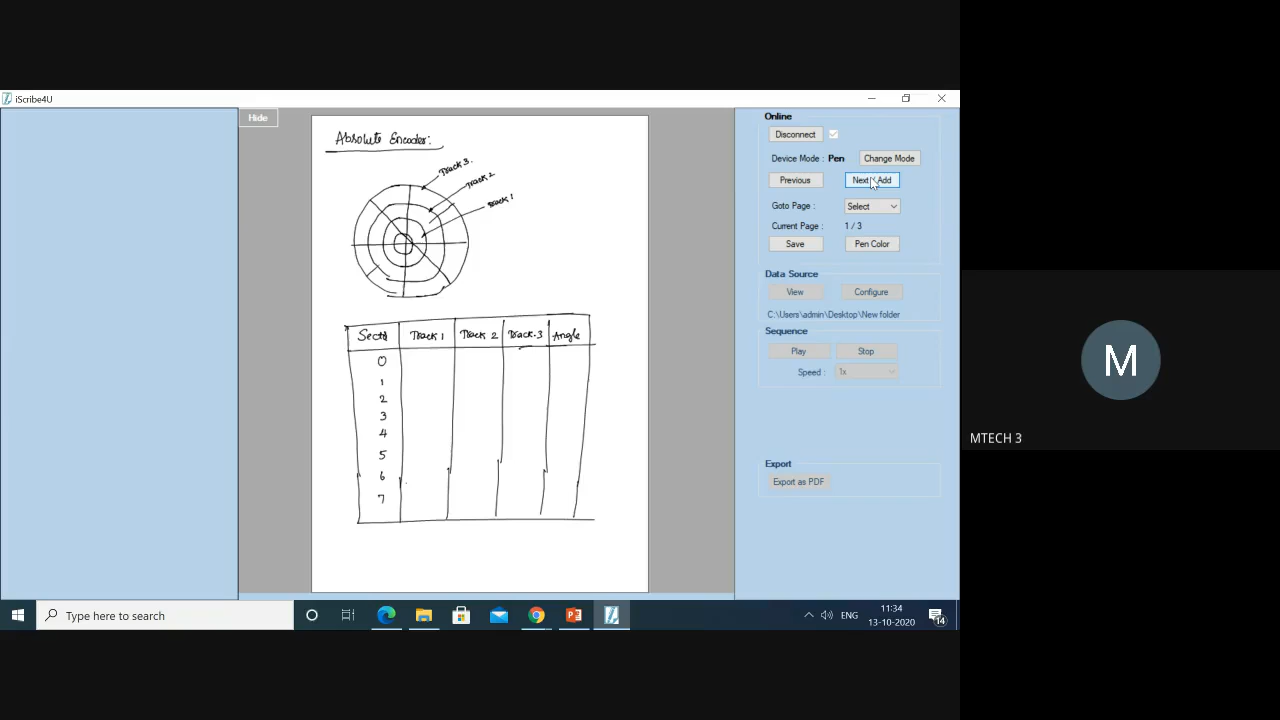 iScribe4U
Hide
Absolute Encoder:
Track 3.
Track 2
Track 1
Track 1 Track 2 Track-3 Angle
0
1
2
3
4
5
6
7
Online
Disconnect
Device Mode : Pen Change Mode
Previous Next / Add
Goto Page : Select
Current Page : 1 / 3
Save Pen Color
Data Source
View Configure
C:\Users\admin\Desktop\New folder
Sequence
Play Stop
Speed : 1x
Export
Export as PDF
M
MTECH 3
Type here to search
ENG
11:34
13-10-2020
14